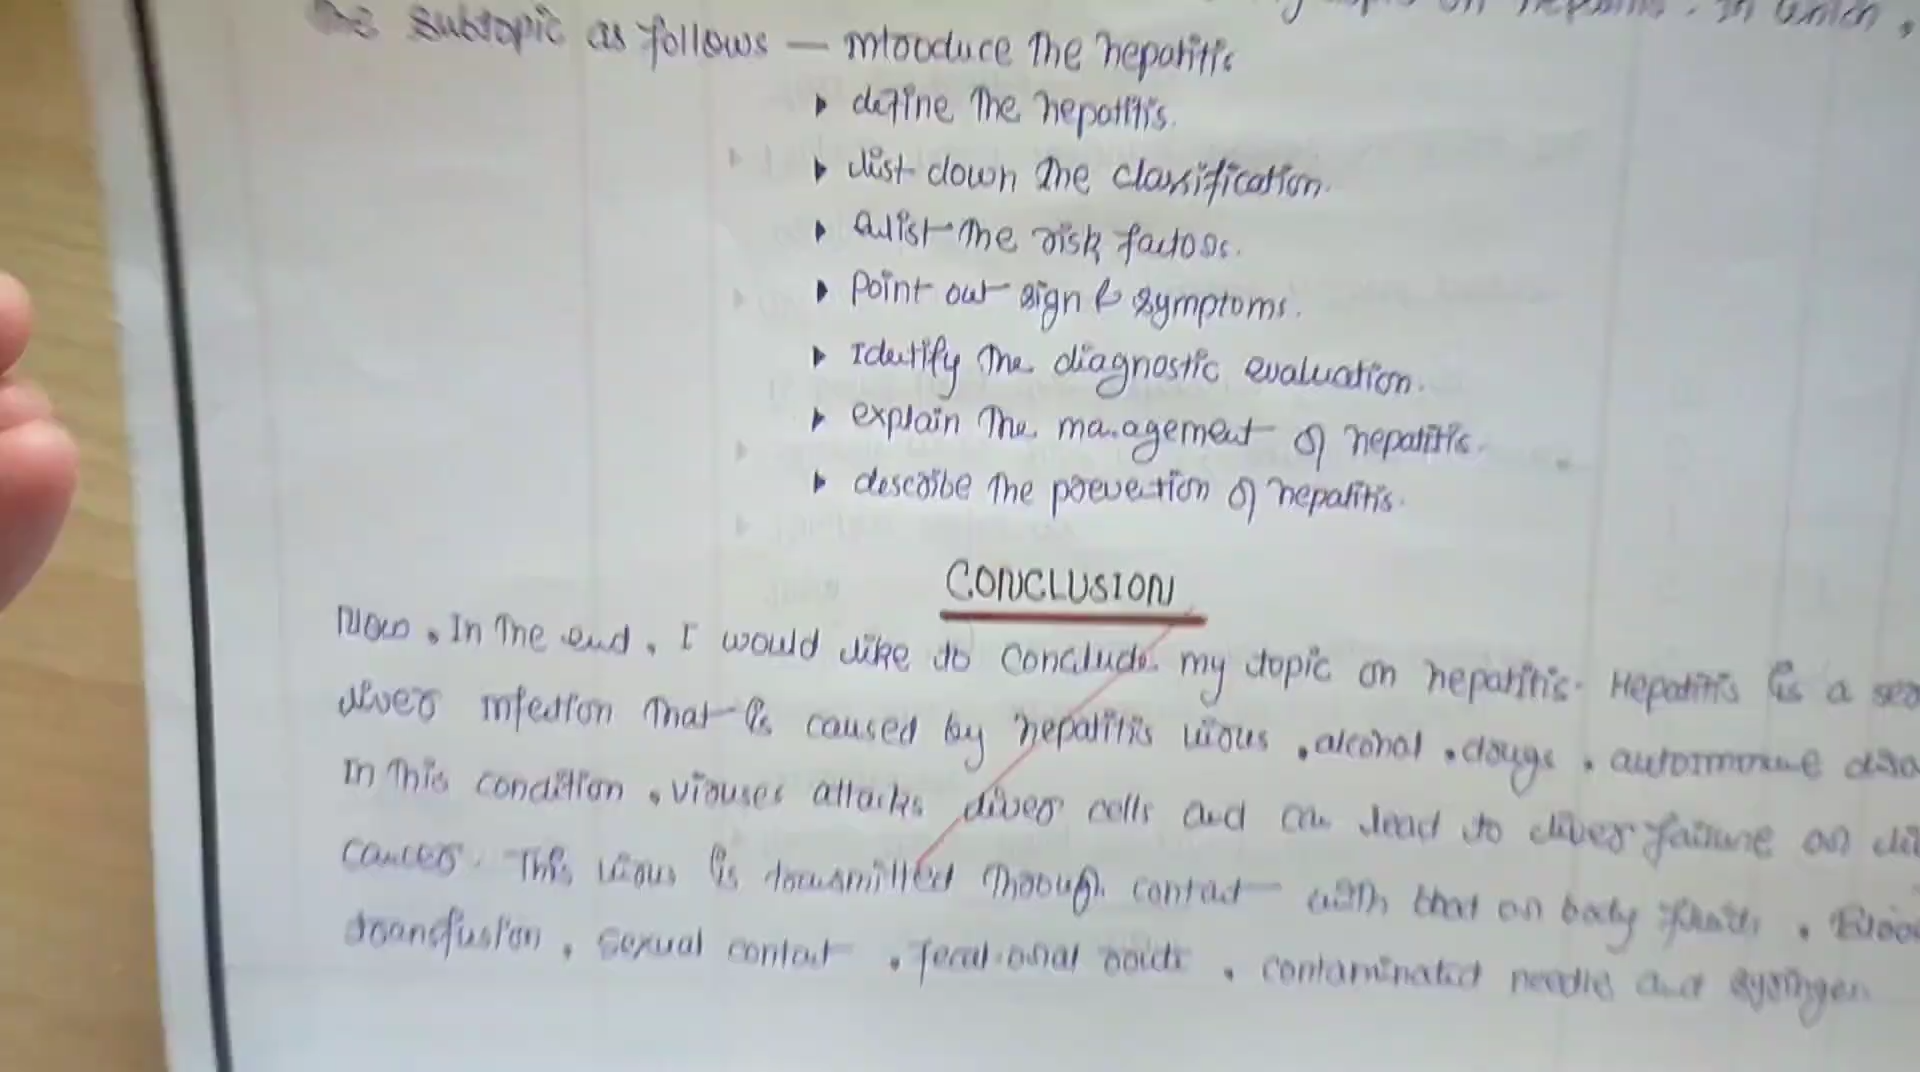 subtopic as follows — introduce the hepatitis
▸ define the hepatitis.
▸ list down the classification.
▸ enlist the risk factors.
▸ Point out sign & symptoms.
▸ Identify the diagnostic evaluation.
▸ explain the management of hepatitis.
▸ describe the prevention of hepatitis.
CONCLUSION
Now, In the end, I would like to conclude my topic on hepatitis. Hepatitis is a
liver infection that is caused by hepatitis virus, alcohol, drugs, autoimmune
In this condition, viruses attacks liver cells and can lead to liver failure or
cancer. This virus is transmitted through contact with that on body fluids,
transfusion, sexual contact, fecal-oral route, contaminated needles and syringes.